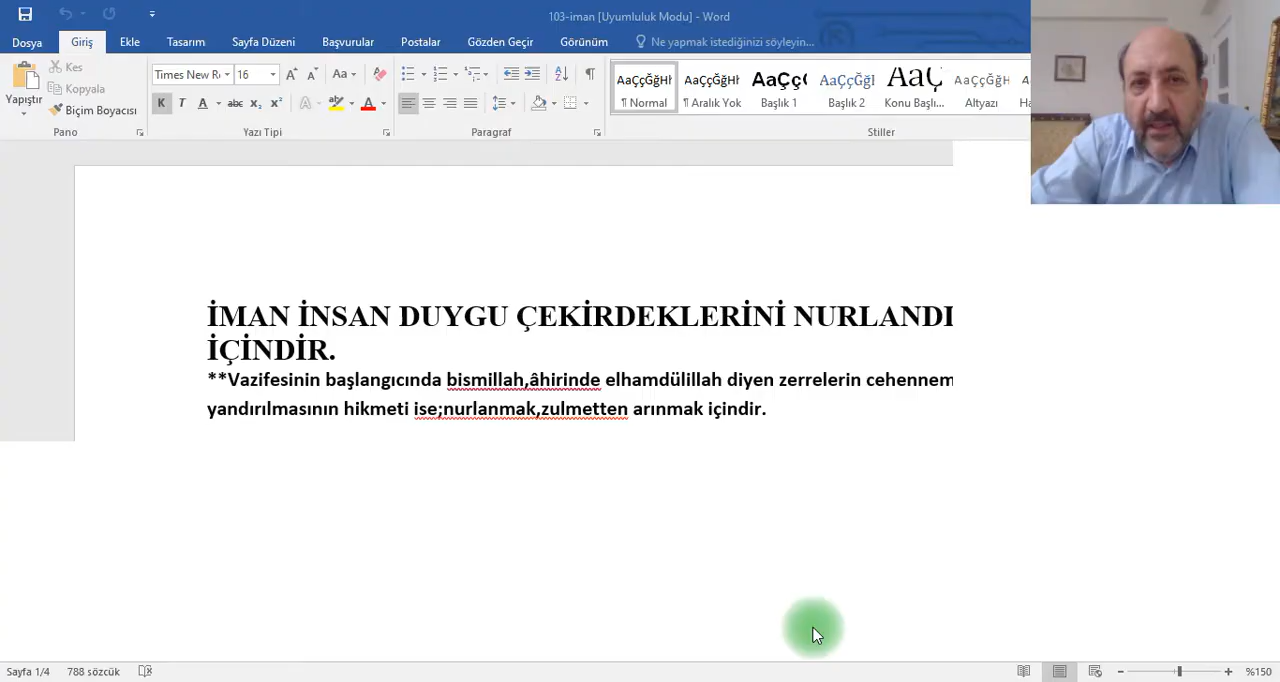 103-iman [Uyumluluk Modu] - Word
Dosya Giriş Ekle Tasarım Sayfa Düzeni Başvurular Postalar Gözden Geçir Görünüm Ne yapmak istediğinizi söyleyin...
Yapıştır
Kes
Kopyala
Biçim Boyacısı
Times New R 16
Pano Yazı Tipi Paragraf Stiller
AaÇçĞğHł AaÇçĞğHł AaÇç AaÇçĞğl AaÇ AaÇçĞğH
¶ Normal ¶ Aralık Yok Başlık 1 Başlık 2 Konu Başlı... Altyazı
İMAN İNSAN DUYGU ÇEKİRDEKLERİNİ NURLANDI
İÇİNDİR.
**Vazifesinin başlangıcında bismillah,âhirinde elhamdülillah diyen zerrelerin cehennem
yandırılmasının hikmeti ise;nurlanmak,zulmetten arınmak içindir.
Sayfa 1/4 788 sözcük %150